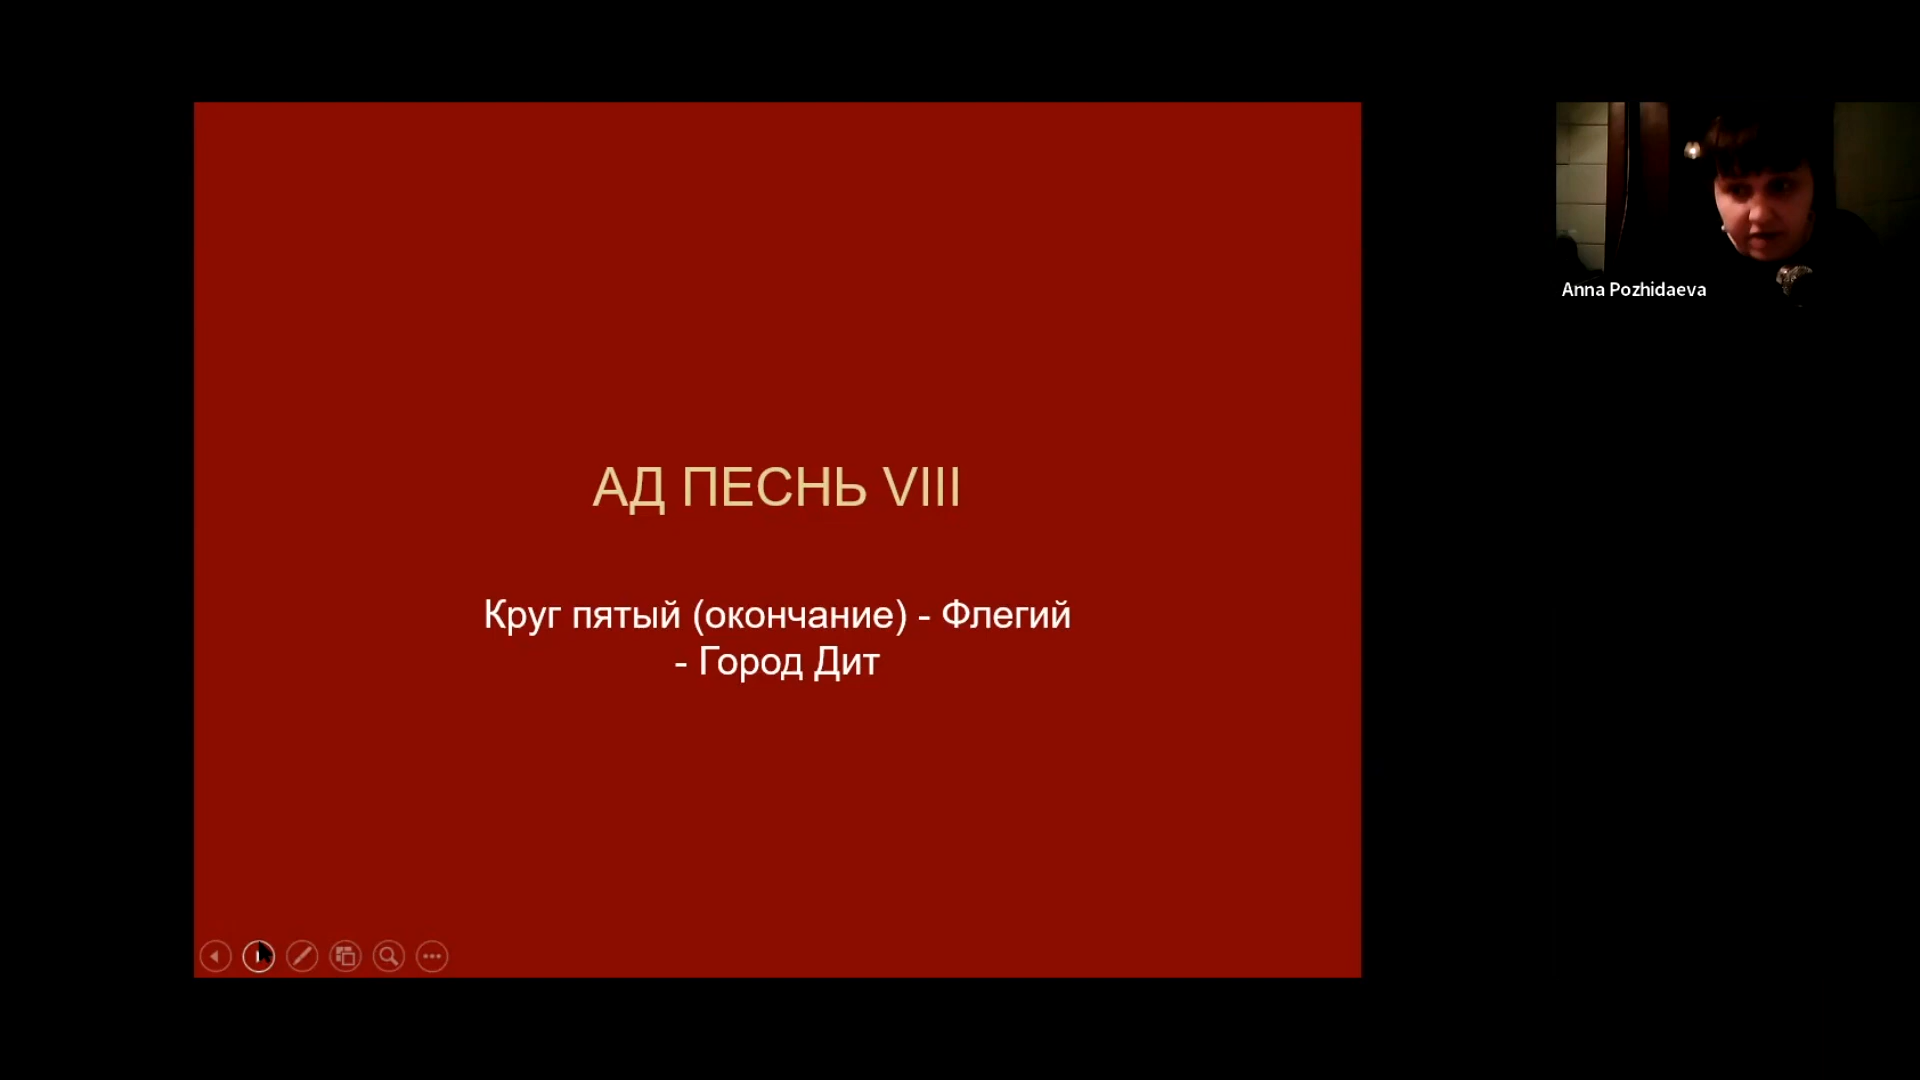 АД ПЕСНЬ VIII
Круг пятый (окончание) - Флегий
- Город Дит
Anna Pozhidaeva